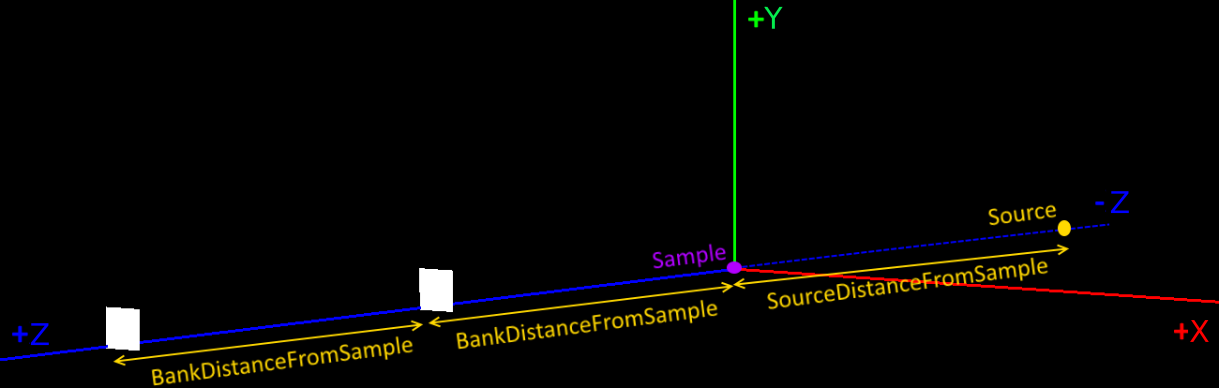 +Y
Source
-Z
Sample
SourceDistanceFromSample
+Z
BankDistanceFromSample
+X
BankDistanceFromSample